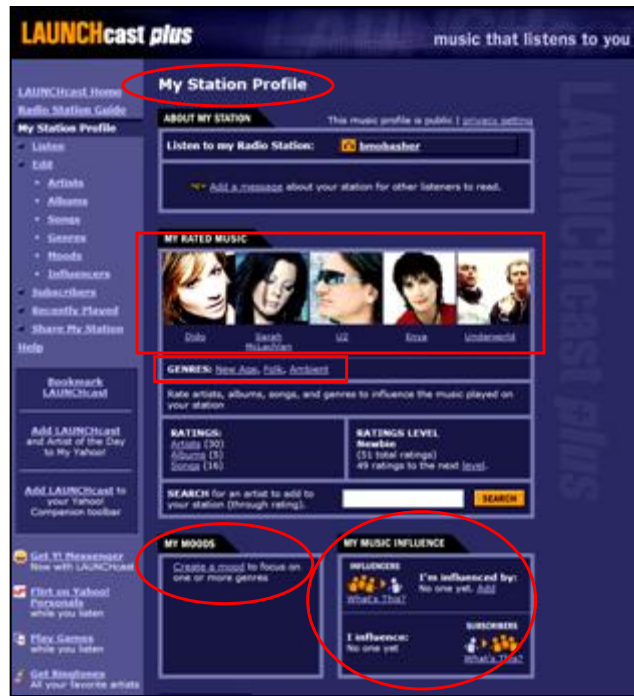 LAUNCHcast plus
music that listens to you
LAUNCHcast Home
Radio Station Guide
My Station Profile
Listen
Edit
Artists
Albums
Songs
Genres
Moods
Influencers
Subscribers
Recently Played
Share My Station
Help
Bookmark
LAUNCHcast
Add LAUNCHcast
and Artist of the Day
to My Yahoo!
Add LAUNCHcast to
your Yahoo!
Companion toolbar
Get Y! Messenger
Now with LAUNCHcast
Flirt on Yahoo!
Personals
while you listen
Play Games
while you listen
Get Ringtones
All your favorite artists
My Station Profile
ABOUT MY STATION
This music profile is public | privacy setting
Listen to my Radio Station:
bmobasher
Add a message about your station for other listeners to read.
MY RATED MUSIC
Dido
Sarah
McLachlan
U2
Enya
Underworld
GENRES: New Age, Folk, Ambient
Rate artists, albums, songs, and genres to influence the music played on
your station
RATINGS:
Artists (30)
Albums (5)
Songs (16)
RATINGS LEVEL
Newbie
(51 total ratings)
49 ratings to the next level.
SEARCH for an artist to add to
your station (through rating).
SEARCH
MY MOODS
Create a mood to focus on
one or more genres
MY MUSIC INFLUENCE
INFLUENCERS
What's This?
I'm influenced by:
No one yet. Add
I influence:
No one yet
SUBSCRIBERS
What's This?
LAUNCHcast plus